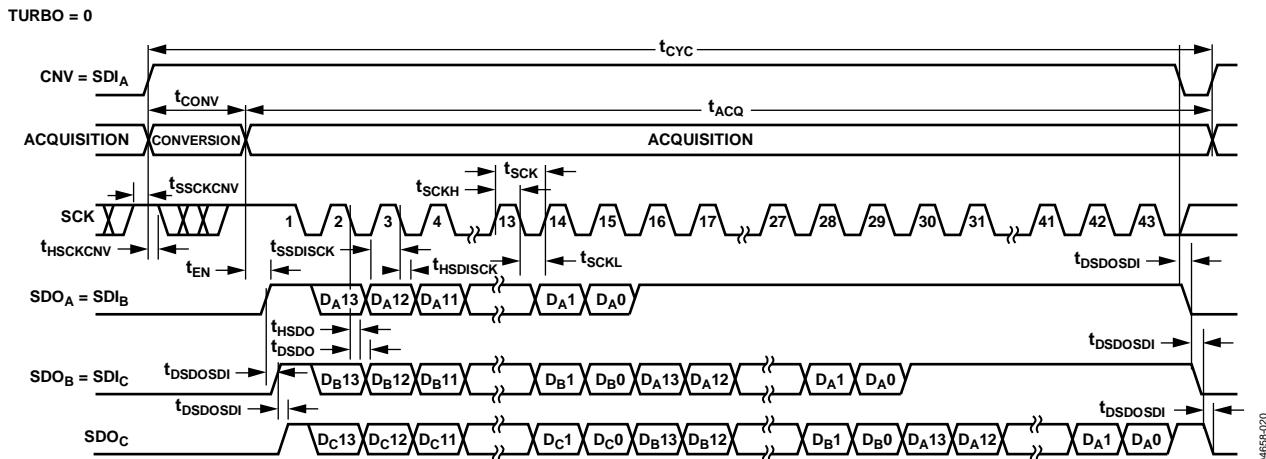 TURBO = 0
tCYC
CNV = SDIA
tCONV
tACQ
ACQUISITION CONVERSION ACQUISITION
tSCK
tSCKH
tSSCKCNV
SCK 1 2 3 4 13 14 15 16 17 27 28 29 30 31 41 42 43
tHSCKCNV
tSSDISCK
tEN
tHSDISCK
tSCKL
tDSDOSDI
SDOA = SDIB DA13 DA12 DA11 DA1 DA0
tHSDO
tDSDO
tDSDOSDI
tDSDOSDI
SDOB = SDIC DB13 DB12 DB11 DB1 DB0 DA13 DA12 DA1 DA0
tDSDOSDI
tDSDOSDI
SDOC DC13 DC12 DC11 DC1 DC0 DB13 DB12 DB1 DB0 DA13 DA12 DA1 DA0